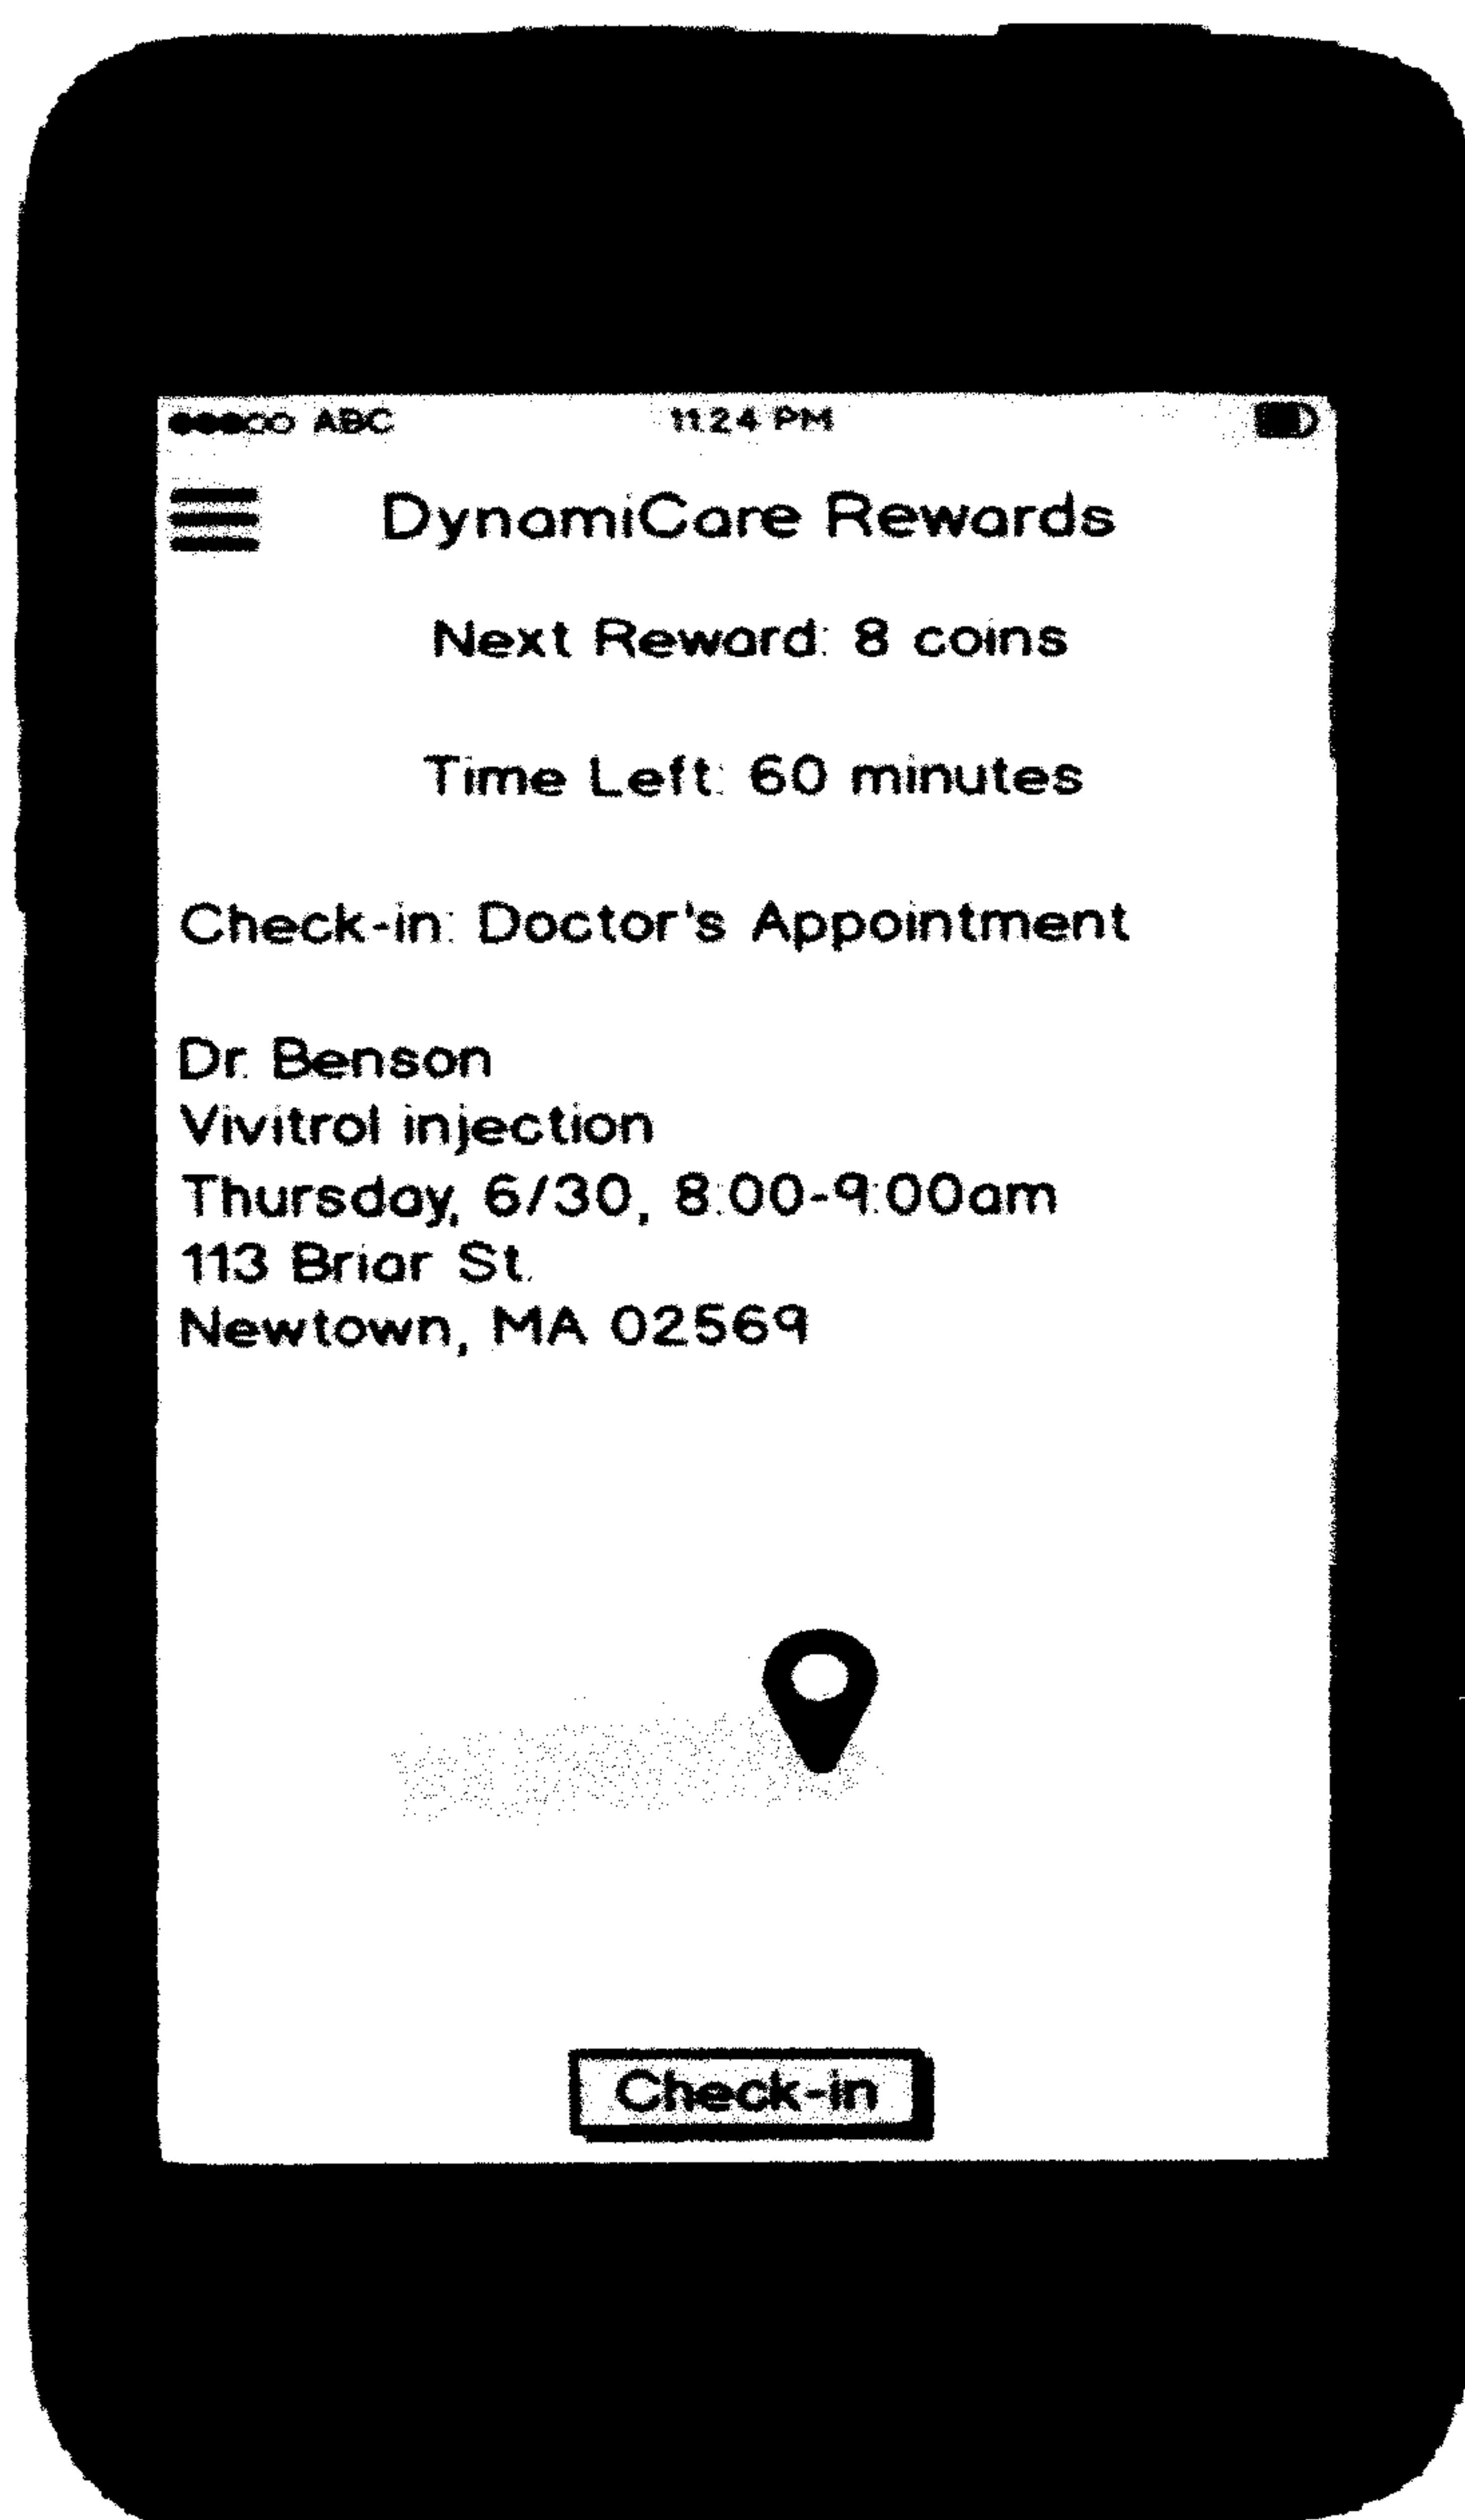 ABC 11:24 PM
DynamiCare Rewards
Next Reward: 8 coins
Time Left: 60 minutes
Check-in: Doctor's Appointment
Dr. Benson
Vivitrol injection
Thursday, 6/30, 8:00-9:00am
113 Briar St.
Newtown, MA 02569
Check-in